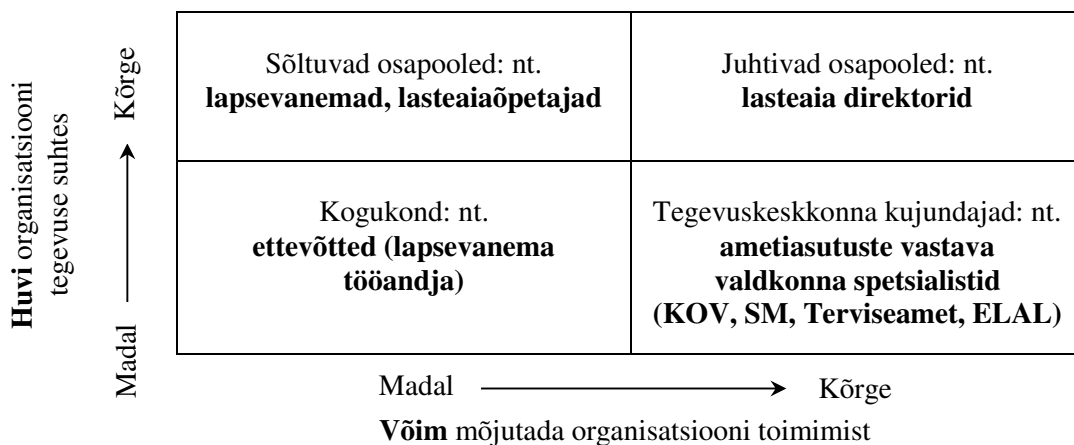 Huvi organisatsiooni
tegevuse suhtes
Kõrge
Madal
Sõltuvad osapooled: nt.
lapsevanemad, lasteaiaõpetajad
Juhtivad osapooled: nt.
lasteaia direktorid
Kogukond: nt.
ettevõtted (lapsevanema
tööandja)
Tegevuskeskkonna kujundajad: nt.
ametiasutuste vastava
valdkonna spetsialistid
(KOV, SM, Terviseamet, ELAL)
Madal
Kõrge
Võim mõjutada organisatsiooni toimimist